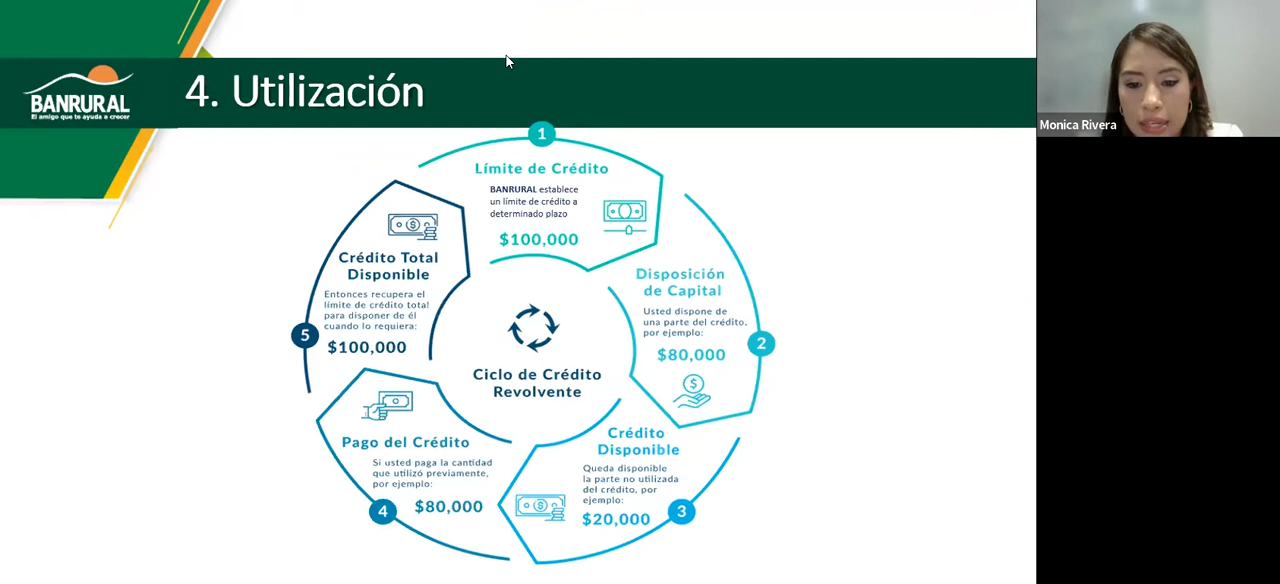 4. Utilización
BANRURAL
El amigo que te ayuda a crecer
Monica Rivera
1
Límite de Crédito
BANRURAL establece
un límite de crédito a
determinado plazo
$100,000
2
Disposición
de Capital
Usted dispone de
una parte del crédito,
por ejemplo:
$80,000
3
Crédito
Disponible
Queda disponible
la parte no utilizada
del crédito, por
ejemplo:
$20,000
4
Pago del Crédito
Si usted paga la cantidad
que utilizó previamente,
por ejemplo:
$80,000
5
Crédito Total
Disponible
Entonces recupera el
límite de crédito total
para disponer de él
cuando lo requiera:
$100,000
Ciclo de Crédito
Revolvente